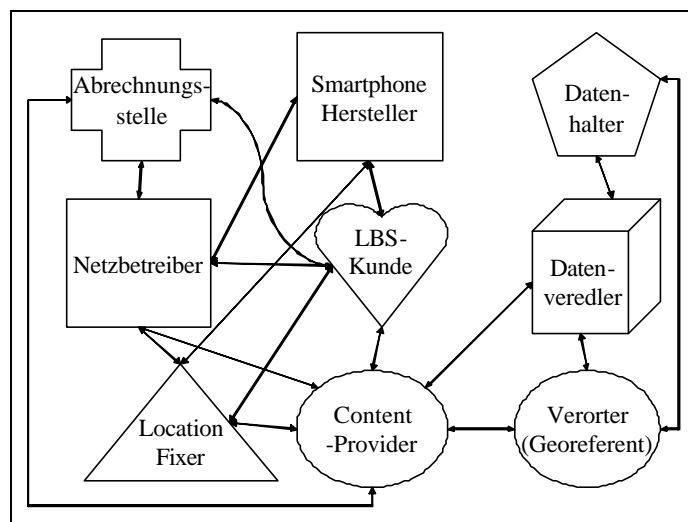 Abrechnungs-
stelle
Smartphone
Hersteller
Daten-
halter
Netzbetreiber
LBS-
Kunde
Daten-
veredler
Location
Fixer
Content
-Provider
Verorter
(Georeferent)